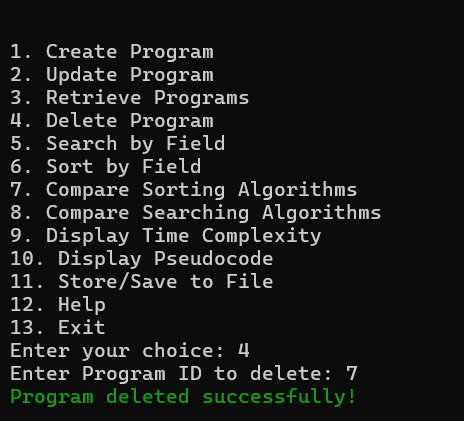 1. Create Program
2. Update Program
3. Retrieve Programs
4. Delete Program
5. Search by Field
6. Sort by Field
7. Compare Sorting Algorithms
8. Compare Searching Algorithms
9. Display Time Complexity
10. Display Pseudocode
11. Store/Save to File
12. Help
13. Exit
Enter your choice: 4
Enter Program ID to delete: 7
Program deleted successfully!